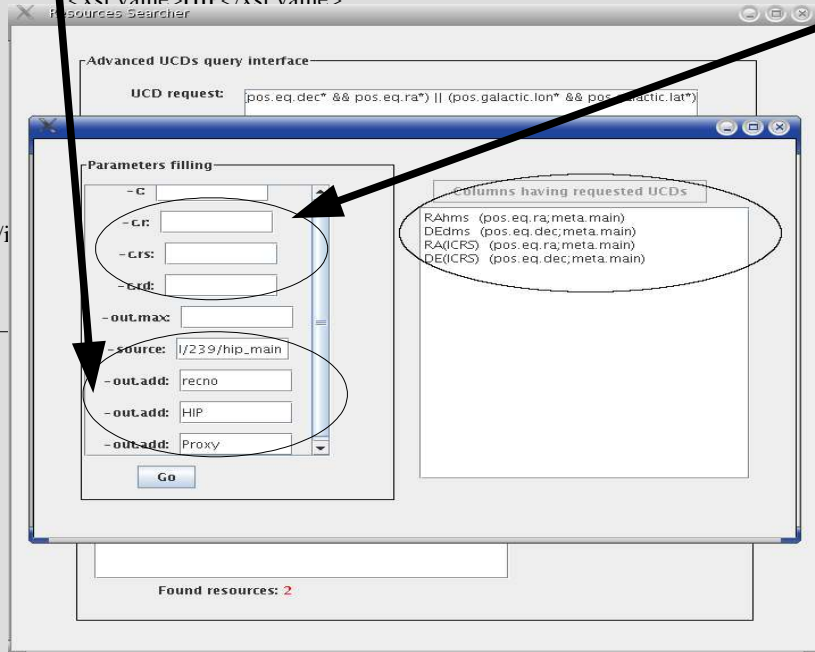 Resources Searcher
Advanced UCDs query interface
UCD request: pos.eq.dec* && pos.eq.ra*) || (pos.galactic.lon* && pos.galactic.lat*)
Parameters filling
-c:
-c.r:
-c.rs:
-c.rd:
-out.max:
-source: I/239/hip_main
-out.add: recno
-out.add: HIP
-out.add: Proxy
Go
Columns having requested UCDs
RAhms (pos.eq.ra;meta.main)
DEdms (pos.eq.dec;meta.main)
RA(ICRS) (pos.eq.ra;meta.main)
DE(ICRS) (pos.eq.dec;meta.main)
Found resources: 2